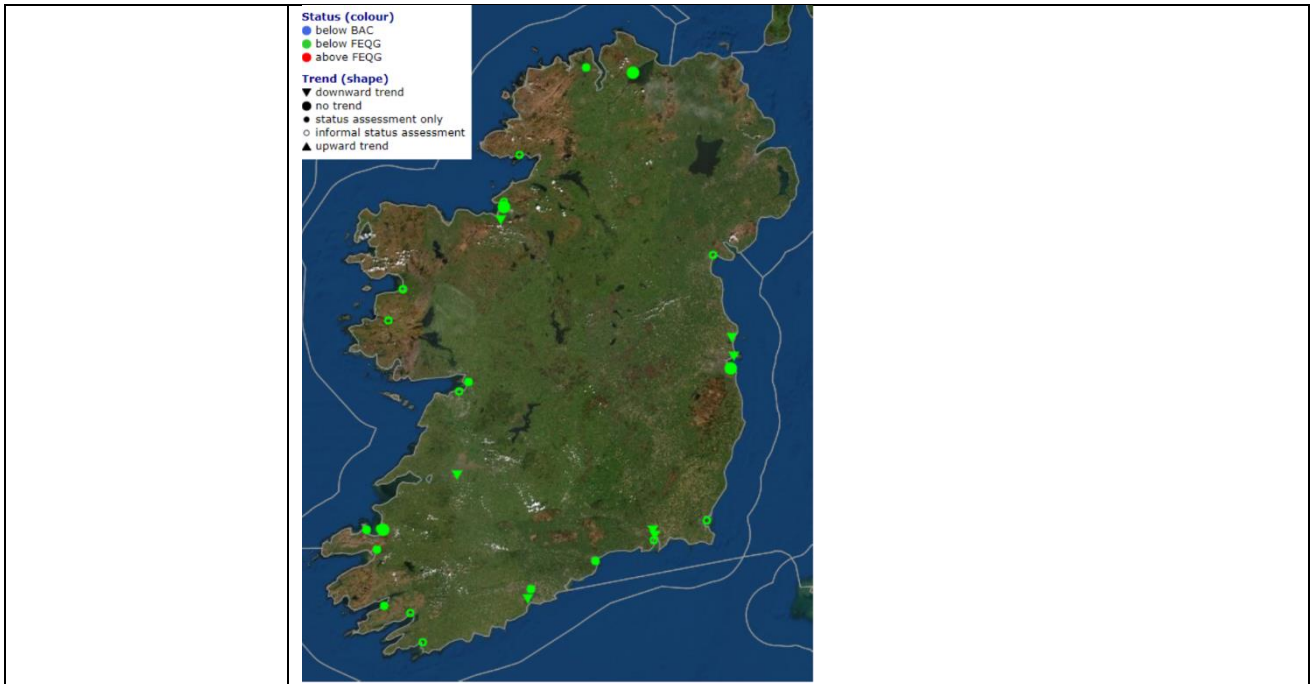 Status (colour)
below BAC
below FEQG
above FEQG
Trend (shape)
downward trend
no trend
status assessment only
informal status assessment
upward trend